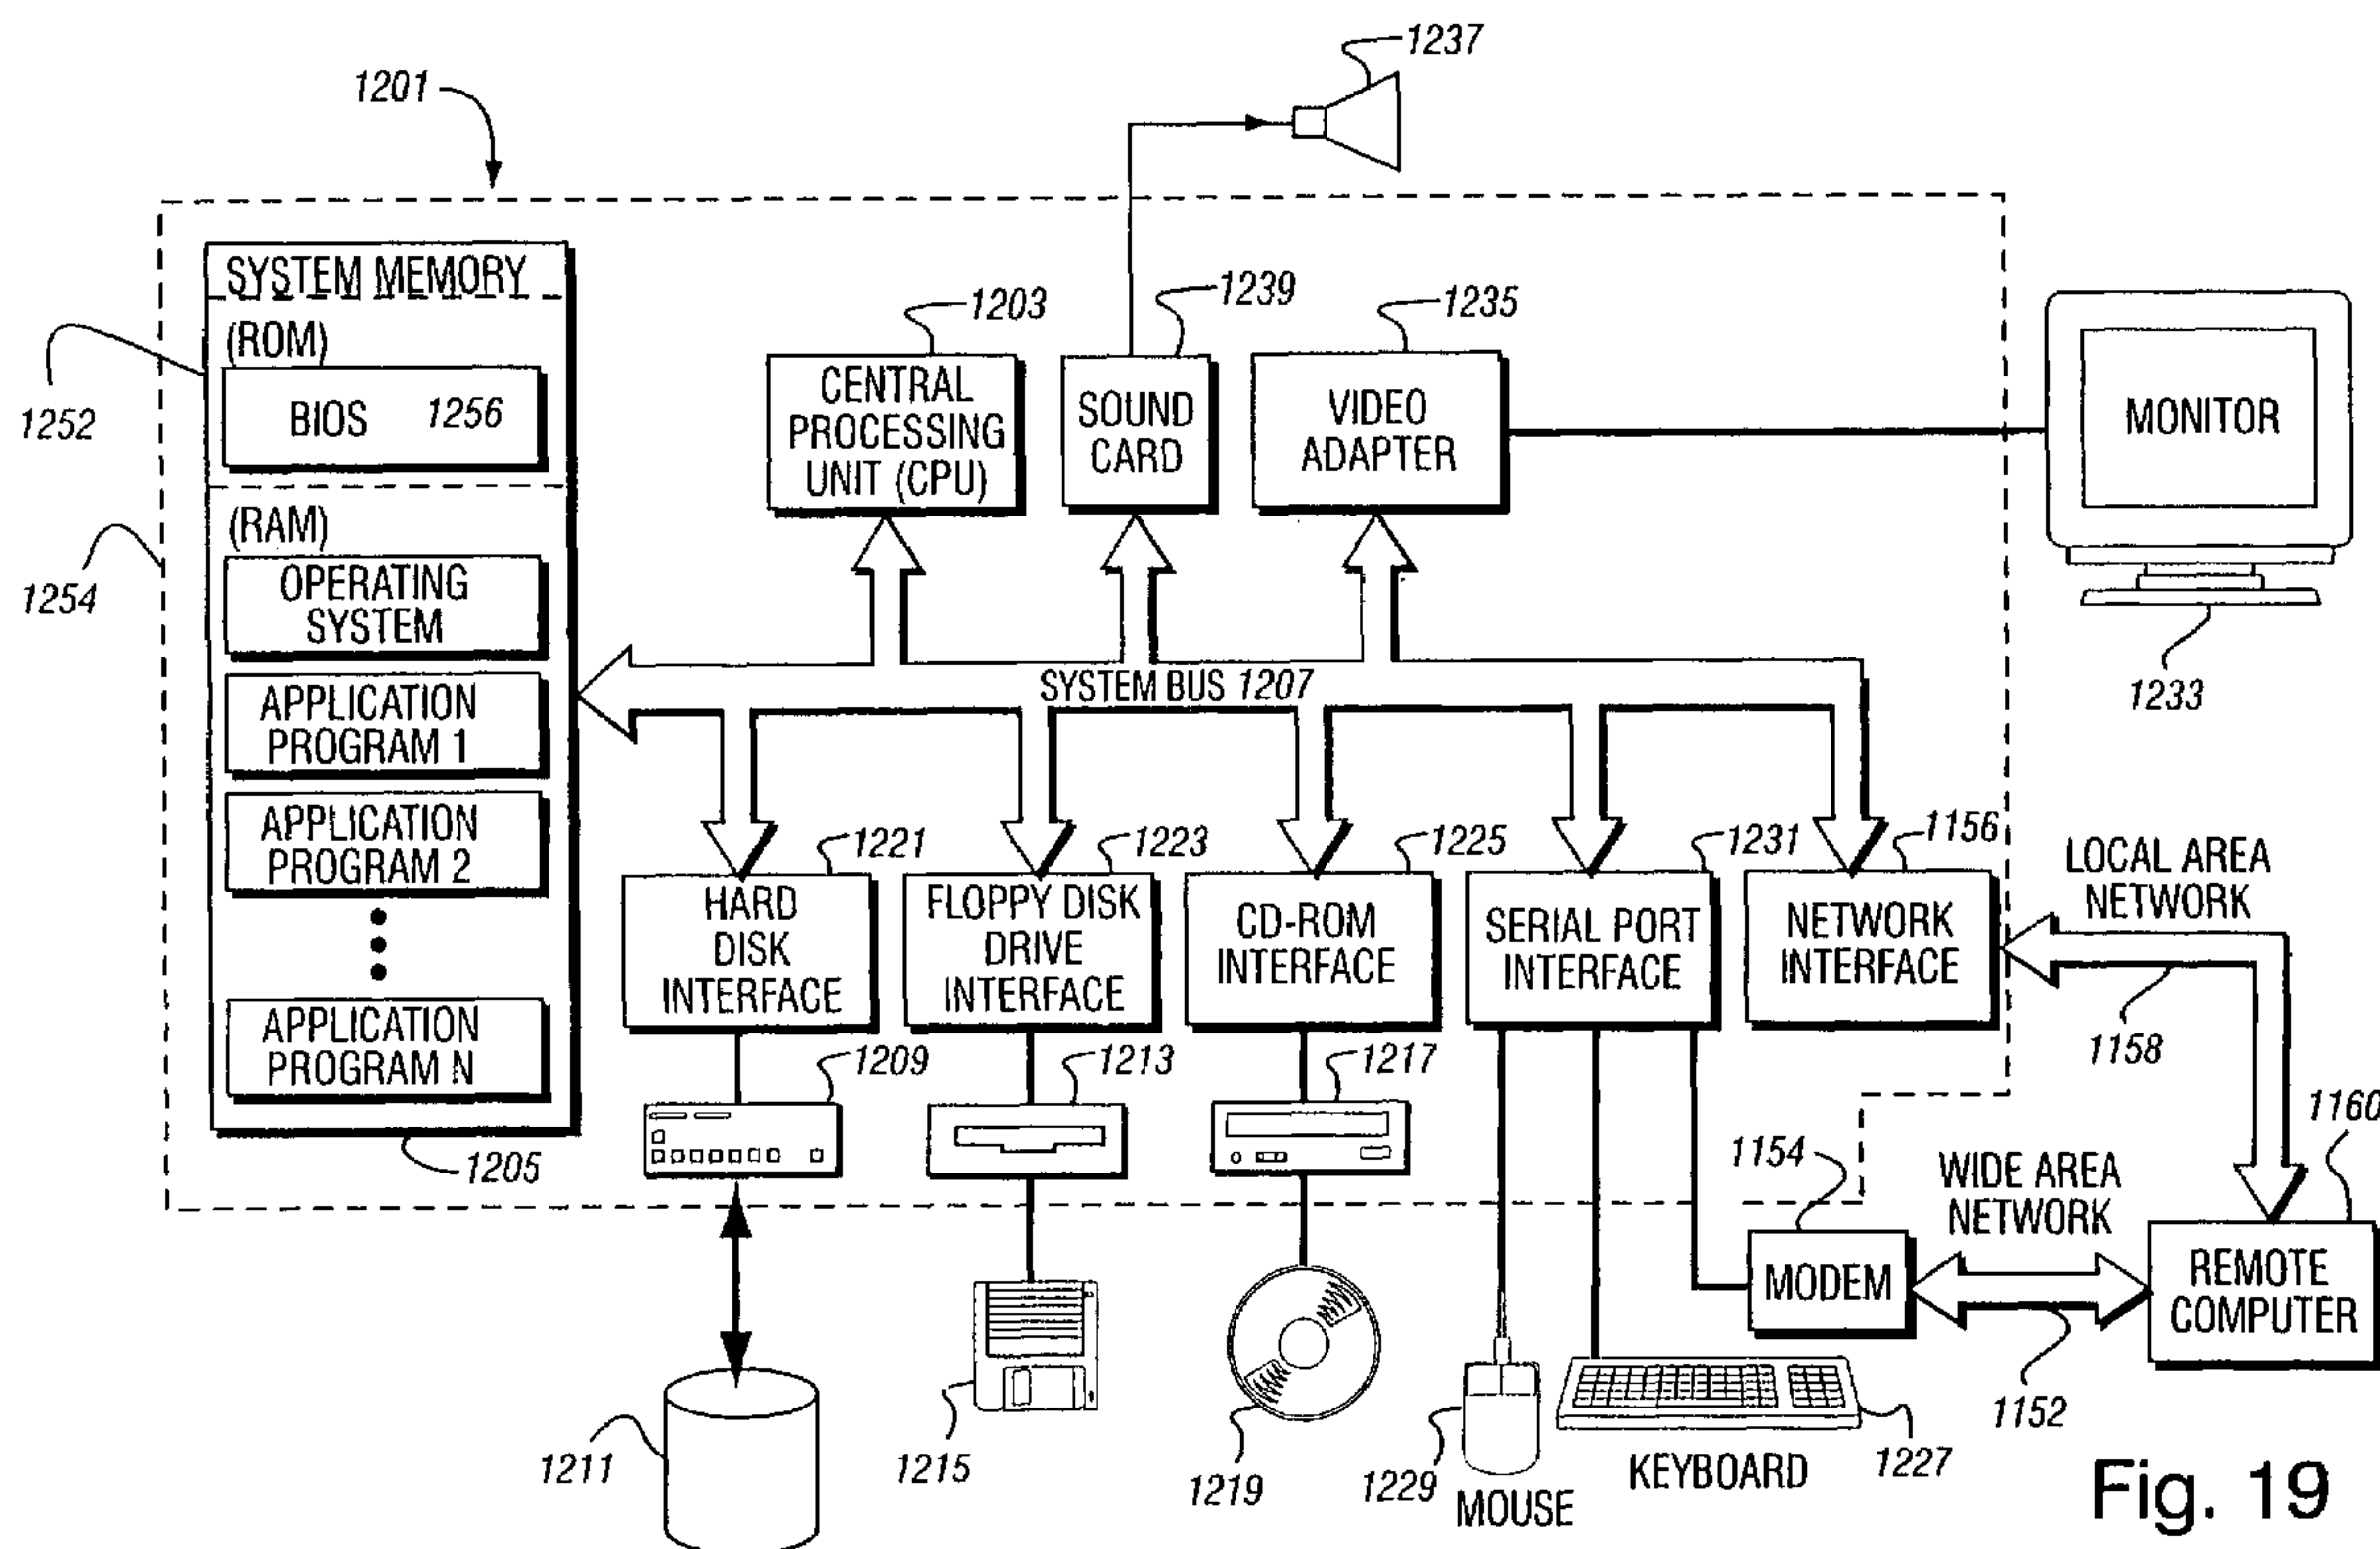 1237
1201
SYSTEM MEMORY
(ROM)
BIOS 1256
1252
(RAM)
1254
OPERATING
SYSTEM
APPLICATION
PROGRAM 1
APPLICATION
PROGRAM 2
APPLICATION
PROGRAM N
1205
1203
CENTRAL
PROCESSING
UNIT (CPU)
1239
SOUND
CARD
1235
VIDEO
ADAPTER
MONITOR
1233
SYSTEM BUS 1207
1221
HARD
DISK
INTERFACE
1223
FLOPPY DISK
DRIVE
INTERFACE
1225
CD-ROM
INTERFACE
1231
SERIAL PORT
INTERFACE
1156
NETWORK
INTERFACE
LOCAL AREA
NETWORK
1158
1209
1213
1217
1154
MODEM
WIDE AREA
NETWORK
1152
1160
REMOTE
COMPUTER
1211
1215
1219
1229
MOUSE
KEYBOARD
1227
Fig. 19